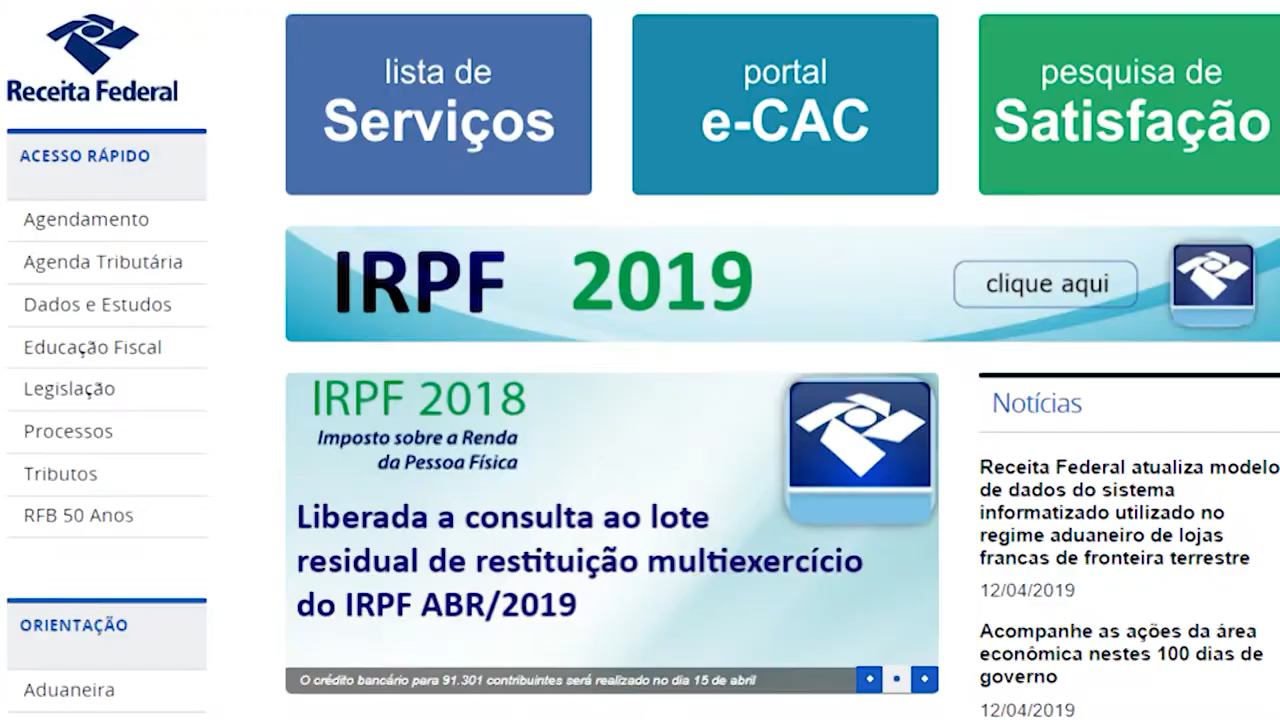 Receita Federal
ACESSO RÁPIDO
Agendamento
Agenda Tributária
Dados e Estudos
Educação Fiscal
Legislação
Processos
Tributos
RFB 50 Anos
ORIENTAÇÃO
Aduaneira
lista de
Serviços
portal
e-CAC
pesquisa de
Satisfação
IRPF 2019
clique aqui
IRPF 2018
Imposto sobre a Renda
da Pessoa Física
Liberada a consulta ao lote
residual de restituição multiexercício
do IRPF ABR/2019
O crédito bancário para 91.301 contribuintes será realizado no dia 15 de abril
Notícias
Receita Federal atualiza modelo
de dados do sistema
informatizado utilizado no
regime aduaneiro de lojas
francas de fronteira terrestre
12/04/2019
Acompanhe as ações da área
econômica nestes 100 dias de
governo
12/04/2019